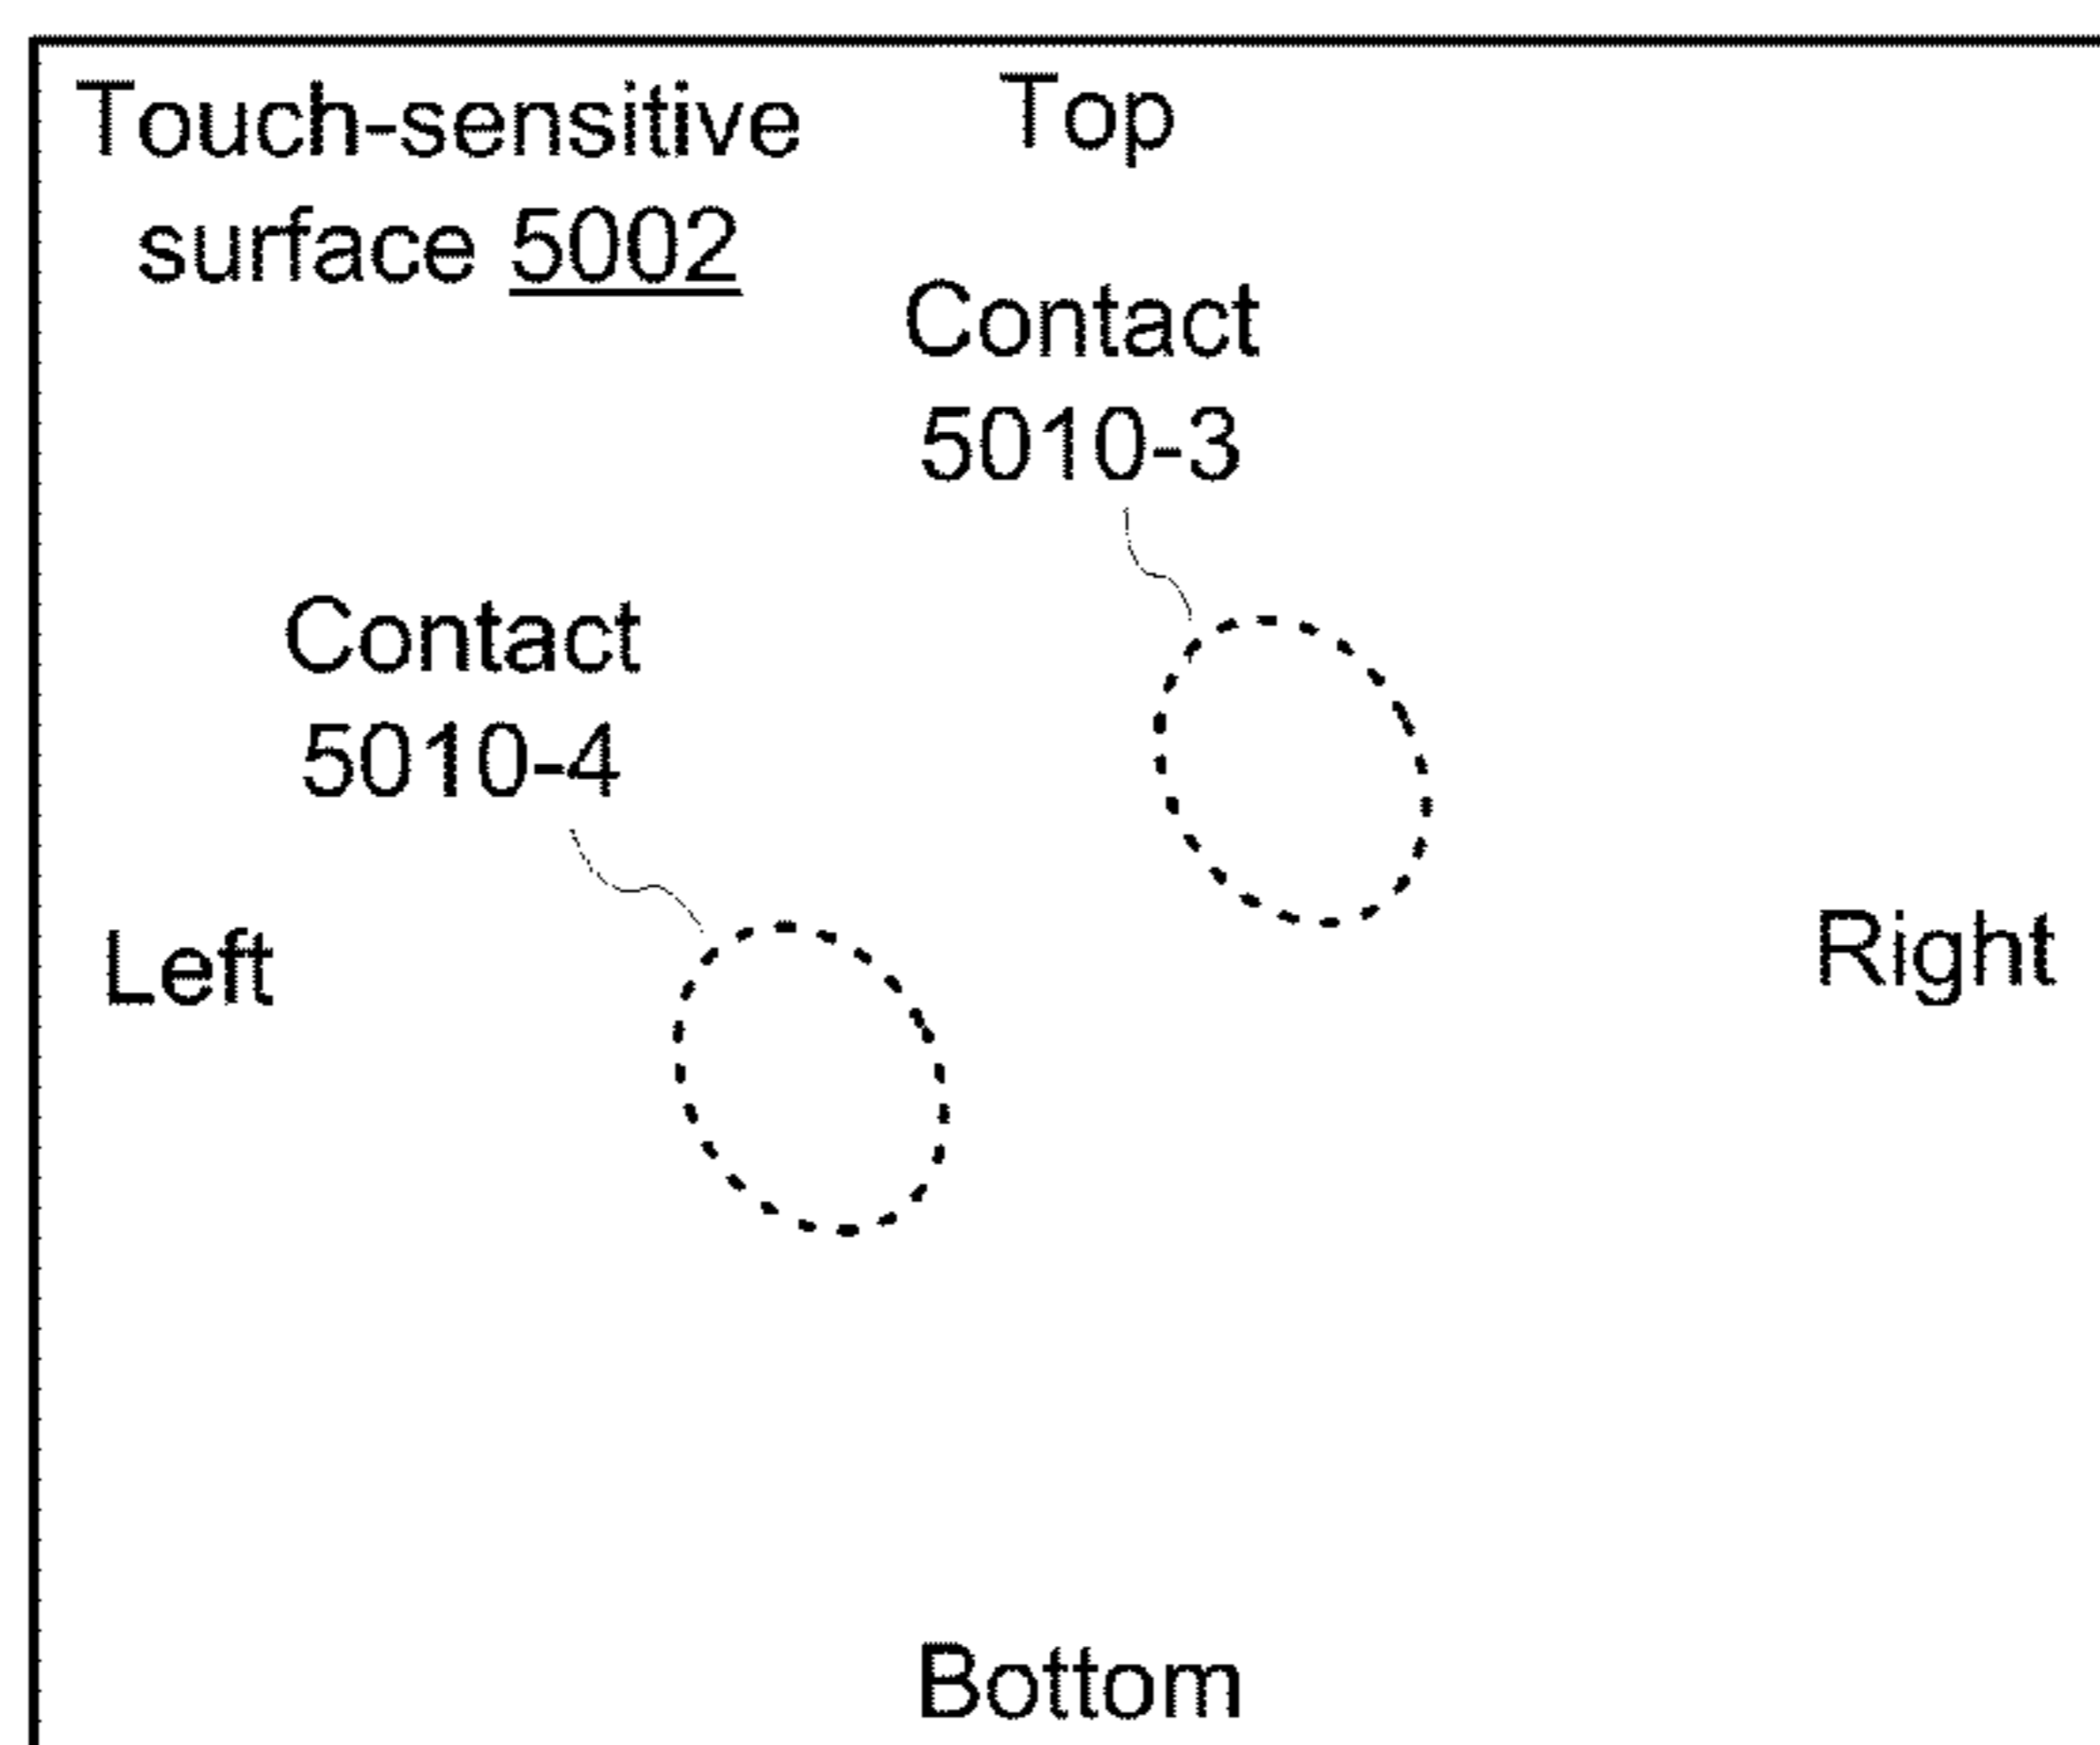 Touch-sensitive
surface 5002
Top
Contact
5010-3
Contact
5010-4
Left
Right
Bottom